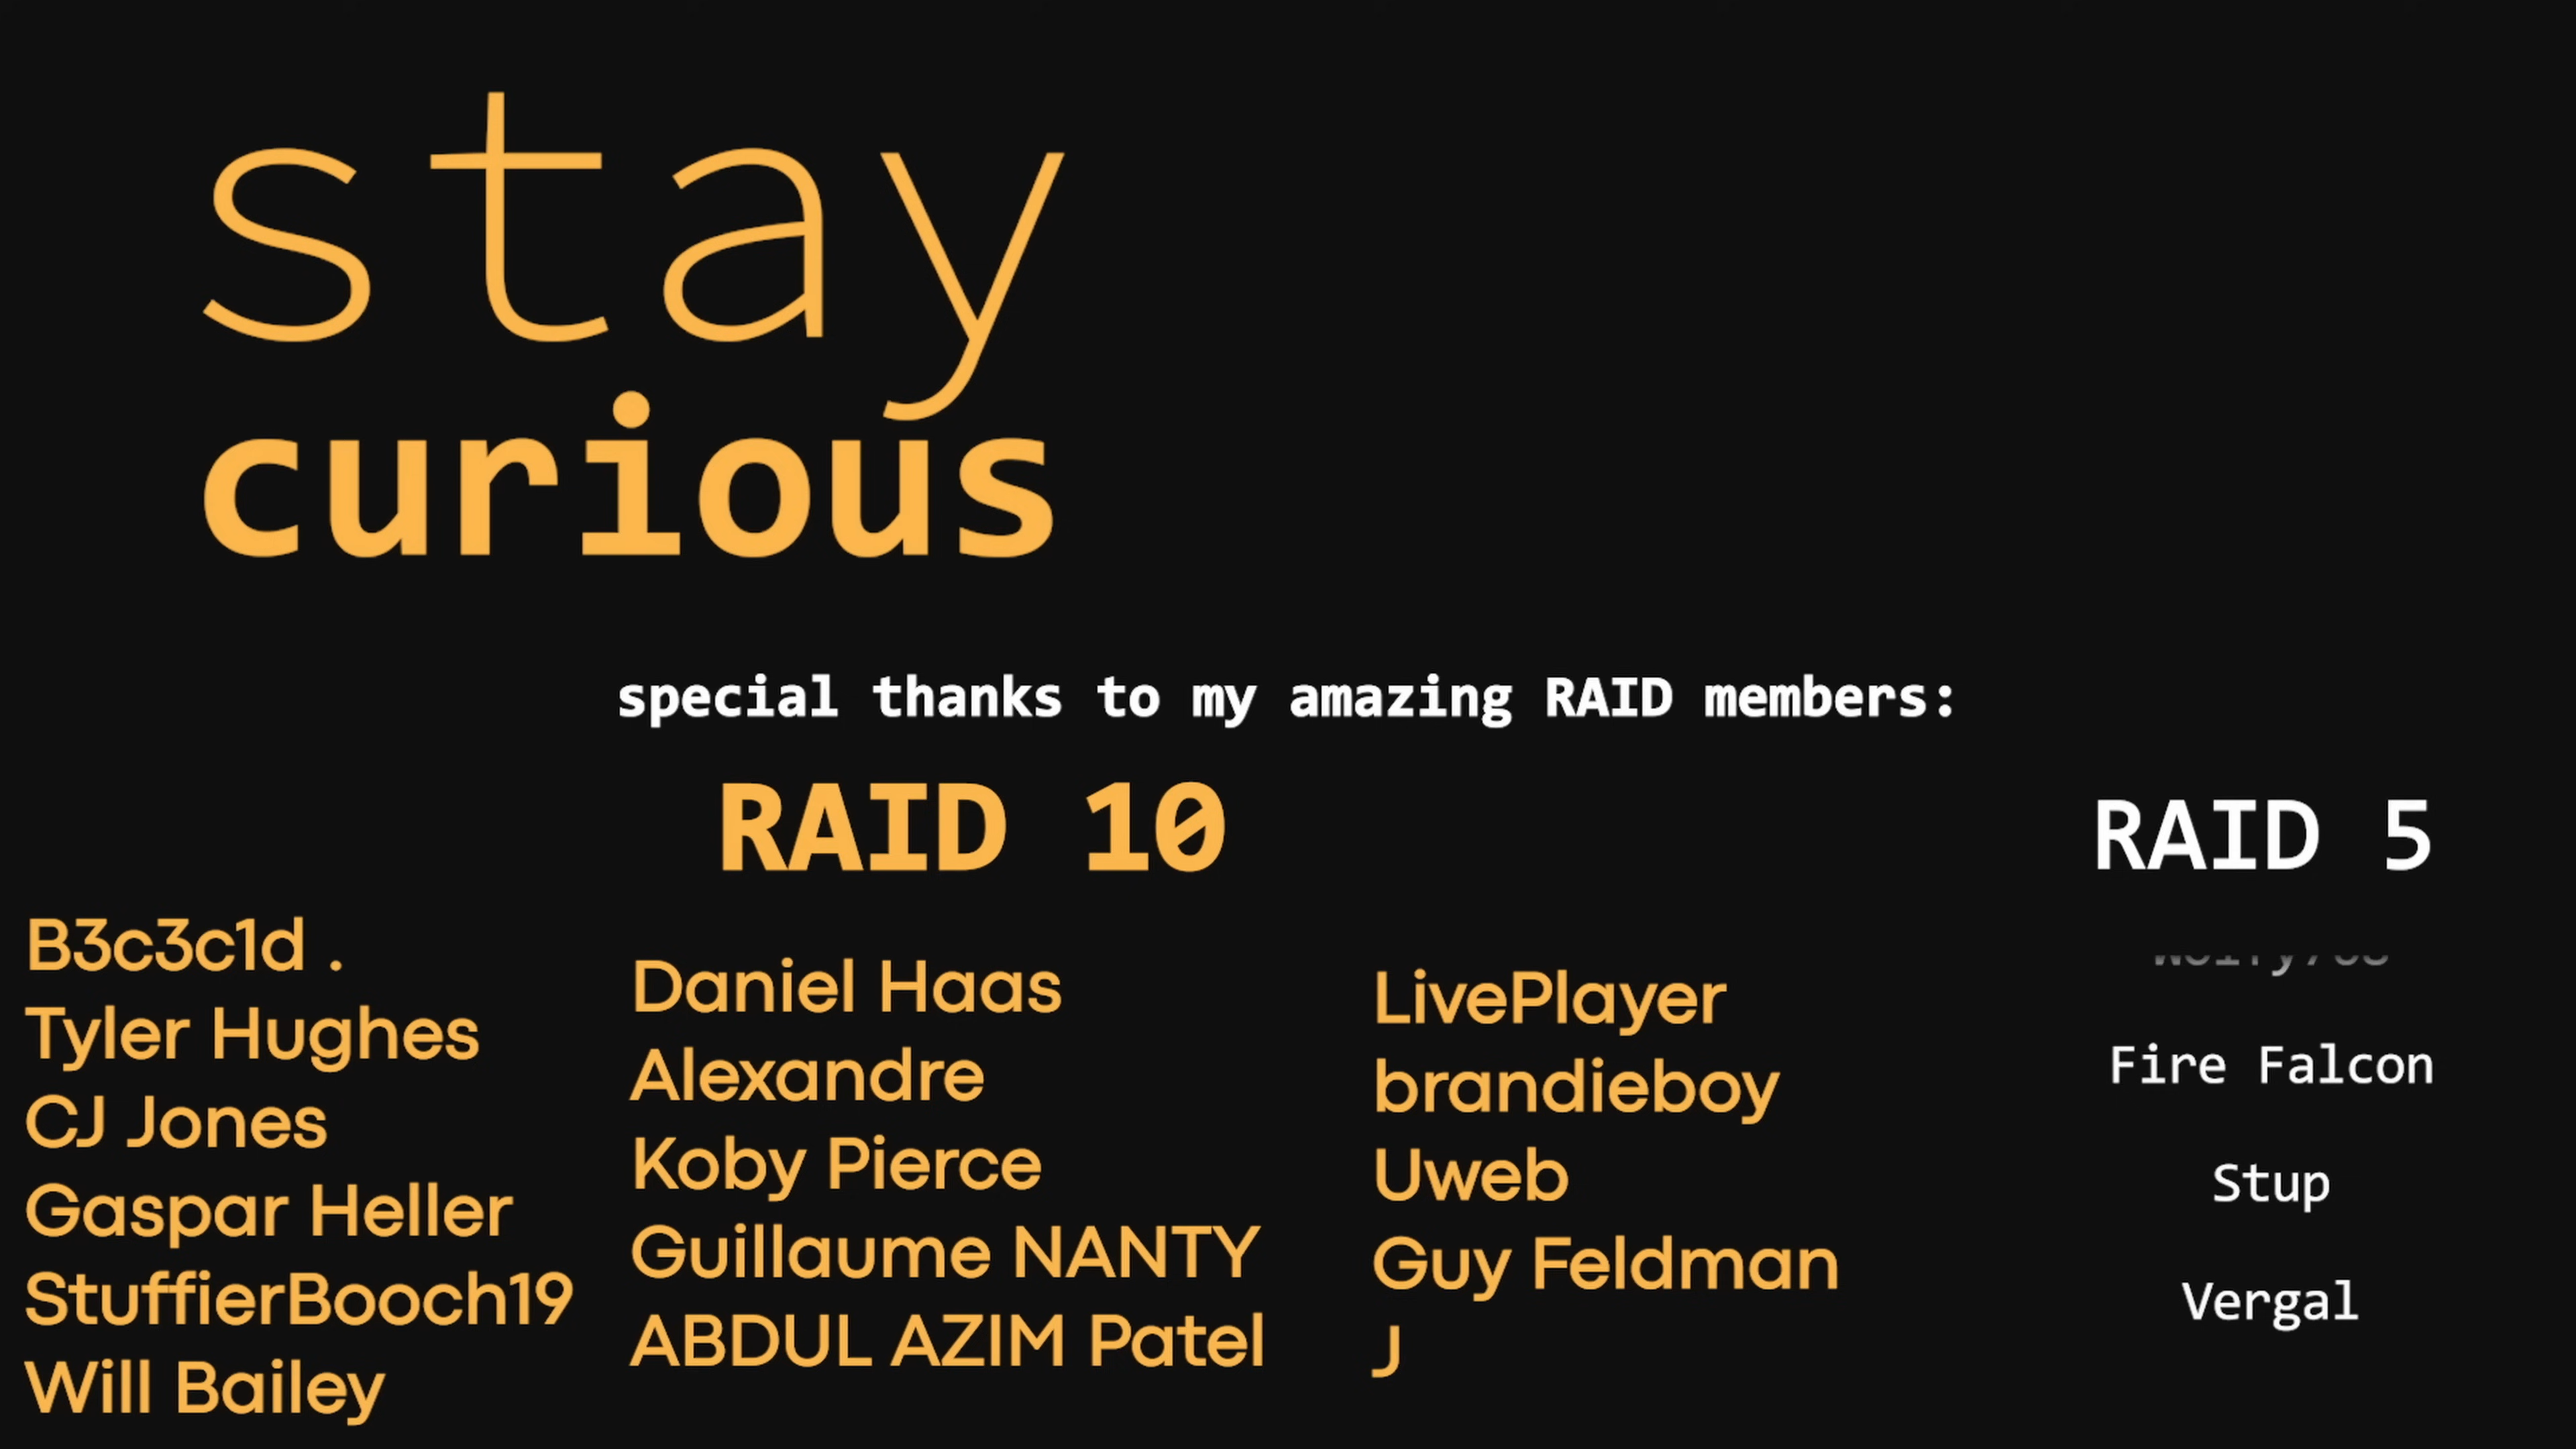 stay
curious
special thanks to my amazing RAID members:
RAID 10
B3c3c1d .
Tyler Hughes
CJ Jones
Gaspar Heller
StuffierBooch19
Will Bailey
Daniel Haas
Alexandre
Koby Pierce
Guillaume NANTY
ABDUL AZIM Patel
LivePlayer
brandieboy
Uweb
Guy Feldman
J
RAID 5
Fire Falcon
Stup
Vergal